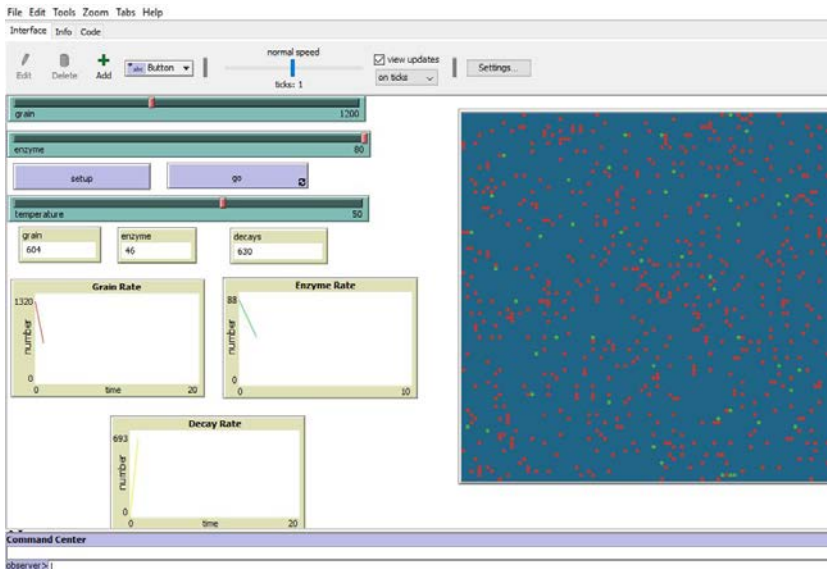 File Edit Tools Zoom Tabs Help
Interface Info Code
Edit Delete Add
abc Button
normal speed
ticks: 1
view updates
on ticks
Settings...
grain 1200
enzyme 80
setup go
temperature 50
grain enzyme decays
604 46 630
Grain Rate
1320
number
0
0 time 20
Enzyme Rate
88
number
0
0 10
Decay Rate
693
number
0
0 time 20
Command Center
observer>